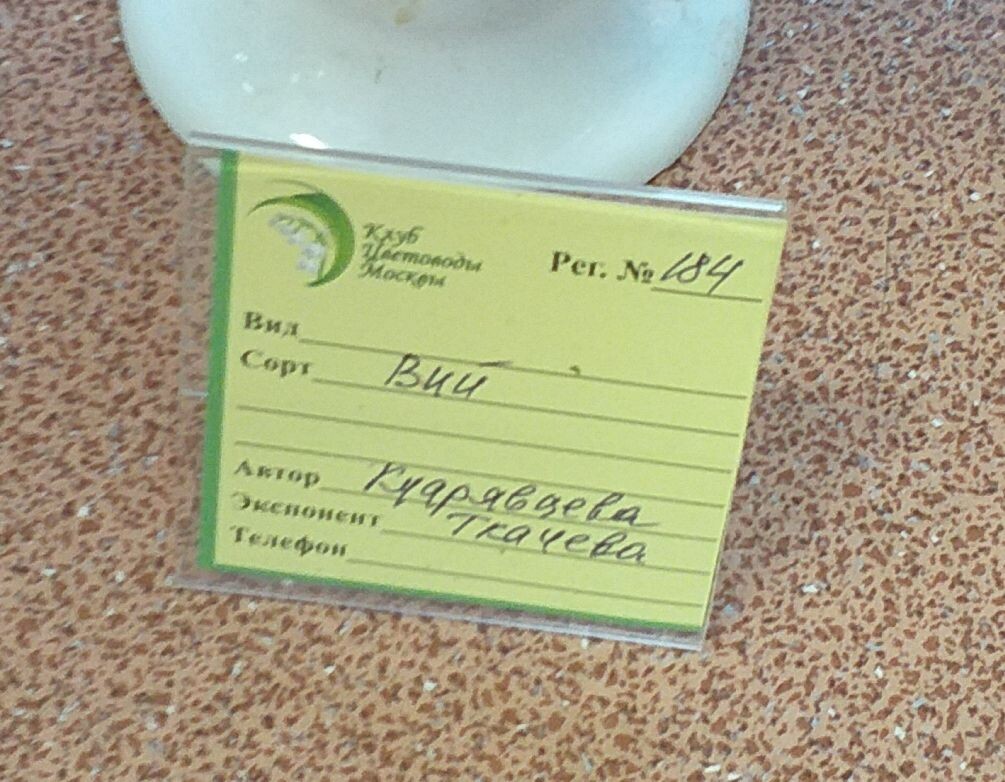 Клуб
Цветоводы
Москвы
Рег. № 184
Вид
Сорт Вий
Автор Кудрявцева
Экспонент Ткачева
Телефон